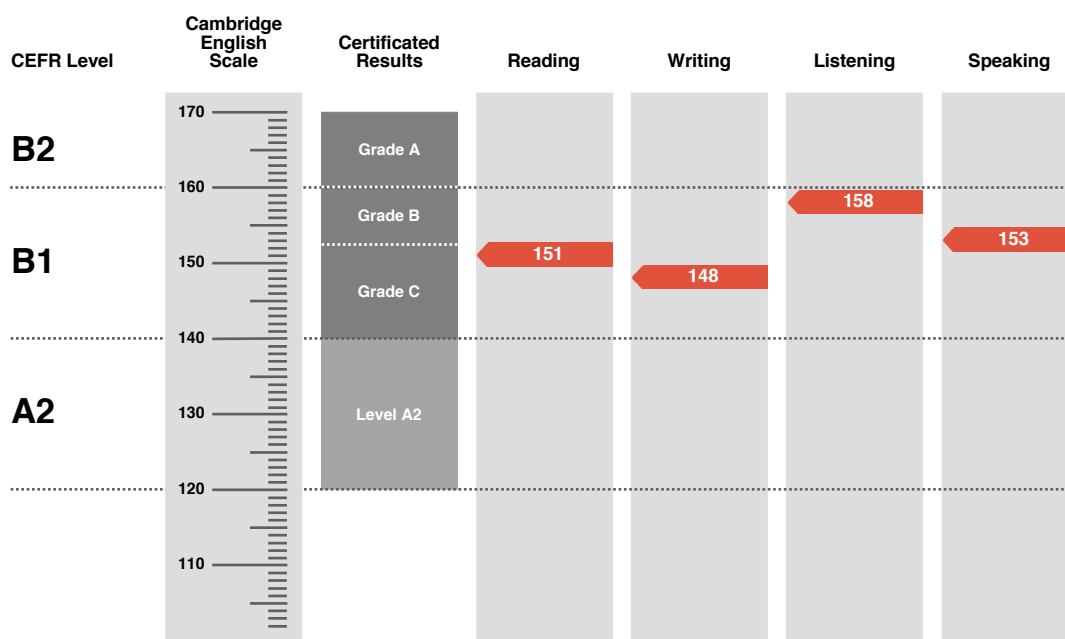 CEFR Level
Cambridge
English
Scale
Certificated
Results
Reading
Writing
Listening
Speaking
170
B2
Grade A
160
158
Grade B
153
B1
151
150
148
Grade C
140
A2
130
Level A2
120
110